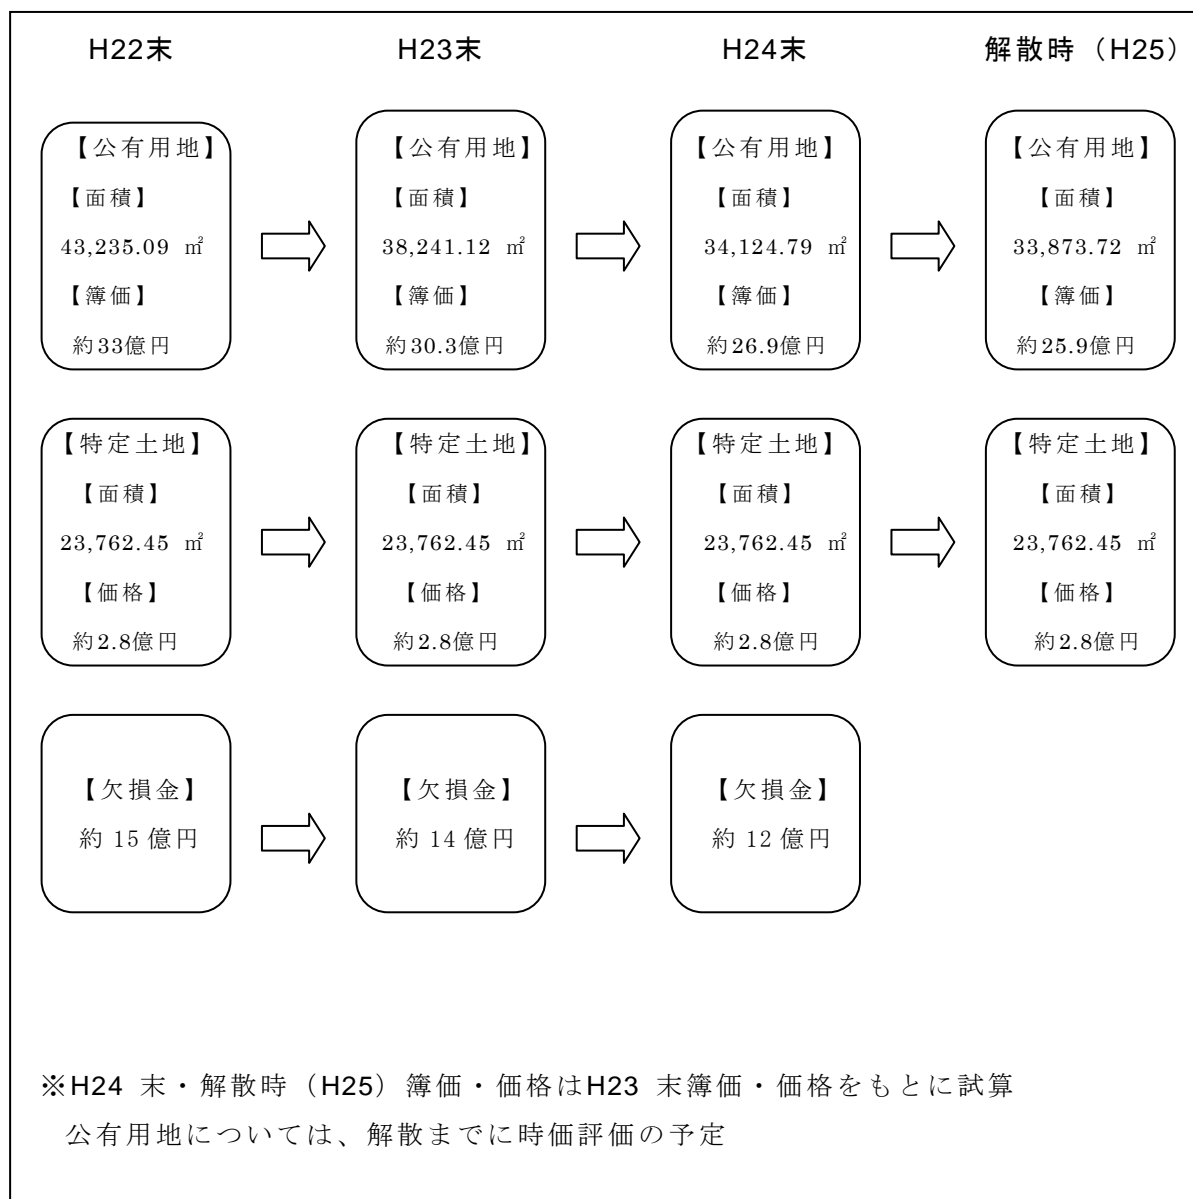 H22末 H23末 H24末 解散時（H25）
【公有用地】 【公有用地】 【公有用地】 【公有用地】
【面積】 【面積】 【面積】 【面積】
43,235.09 ㎡ 38,241.12 ㎡ 34,124.79 ㎡ 33,873.72 ㎡
【簿価】 【簿価】 【簿価】 【簿価】
約33億円 約30.3億円 約26.9億円 約25.9億円
【特定土地】 【特定土地】 【特定土地】 【特定土地】
【面積】 【面積】 【面積】 【面積】
23,762.45 ㎡ 23,762.45 ㎡ 23,762.45 ㎡ 23,762.45 ㎡
【価格】 【価格】 【価格】 【価格】
約2.8億円 約2.8億円 約2.8億円 約2.8億円
【欠損金】 【欠損金】 【欠損金】
約 15 億円 約 14 億円 約 12 億円
※H24 末・解散時（H25）簿価・価格はH23 末簿価・価格をもとに試算
公有用地については、解散までに時価評価の予定